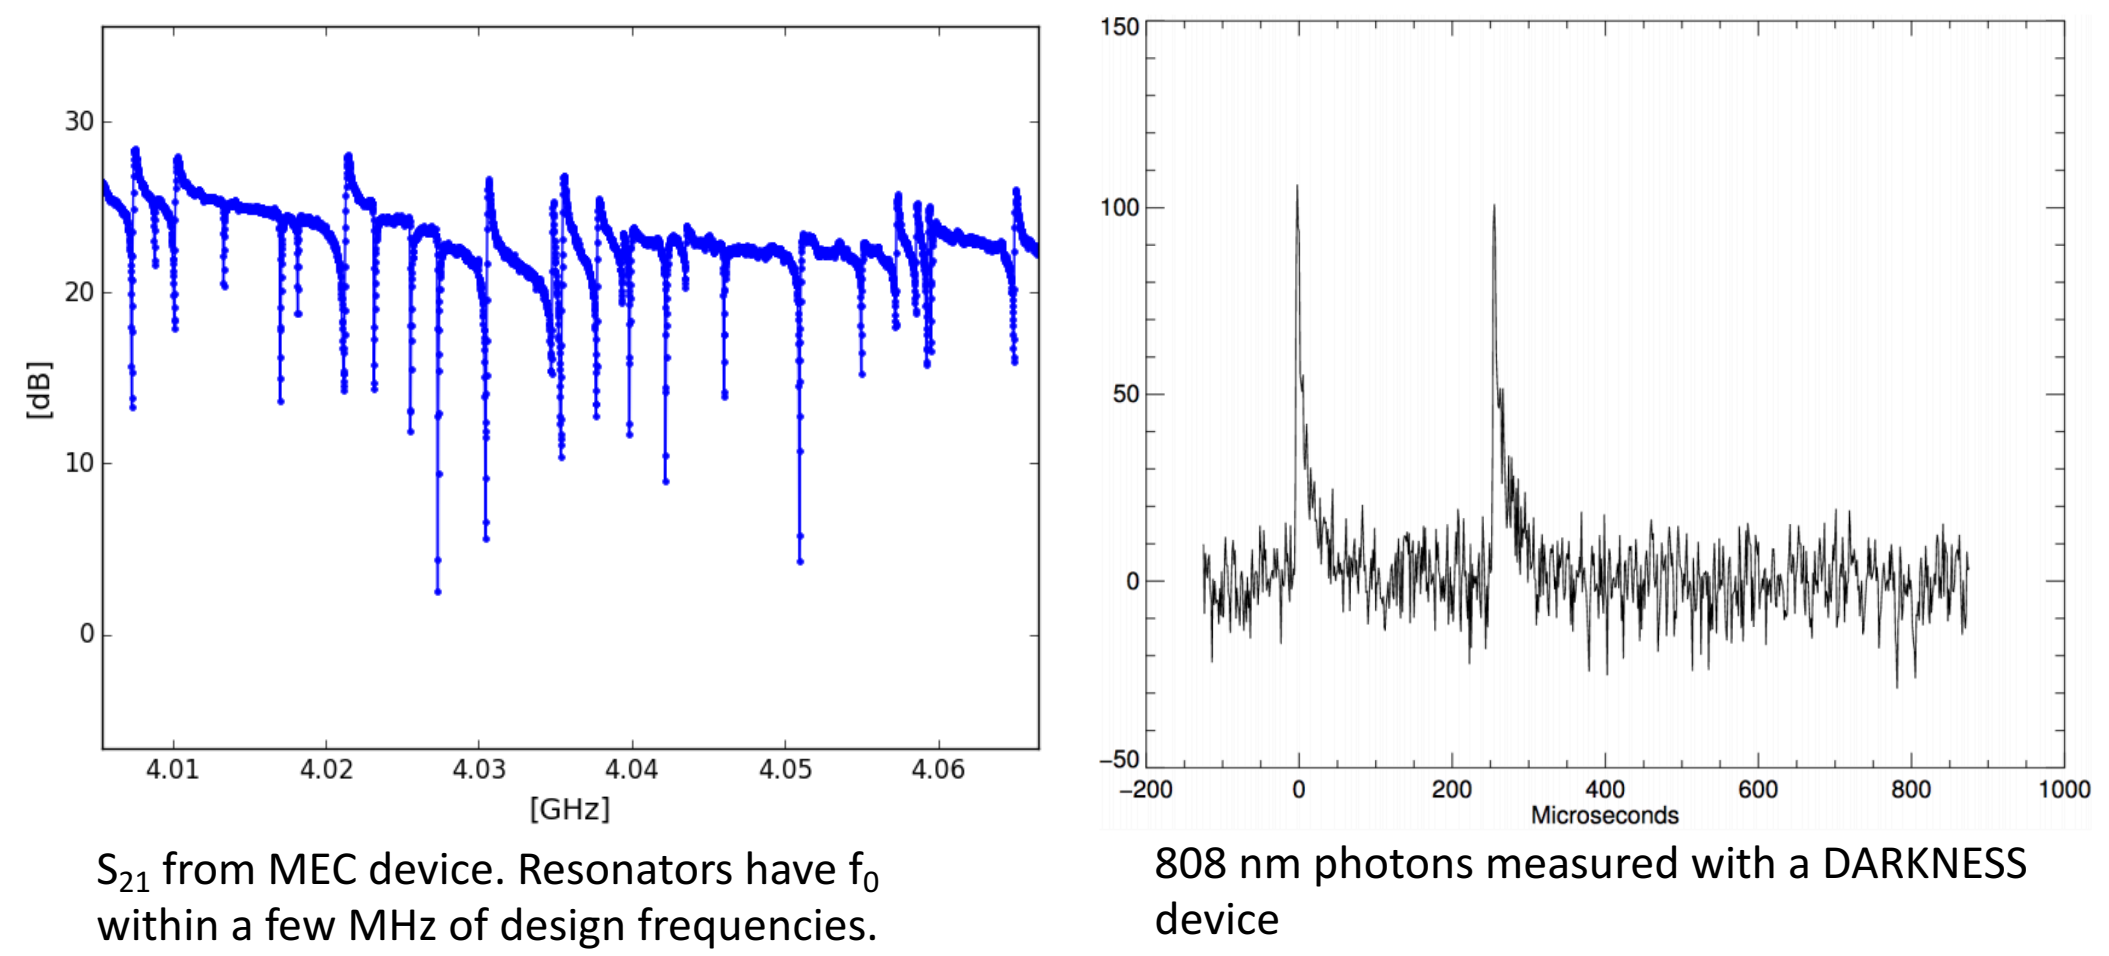 30
20
10
0
[dB]
4.01 4.02 4.03 4.04 4.05 4.06
[GHz]
S₂₁ from MEC device. Resonators have f₀
within a few MHz of design frequencies.
150
100
50
0
−50
−200 0 200 400 600 800 1000
Microseconds
808 nm photons measured with a DARKNESS
device